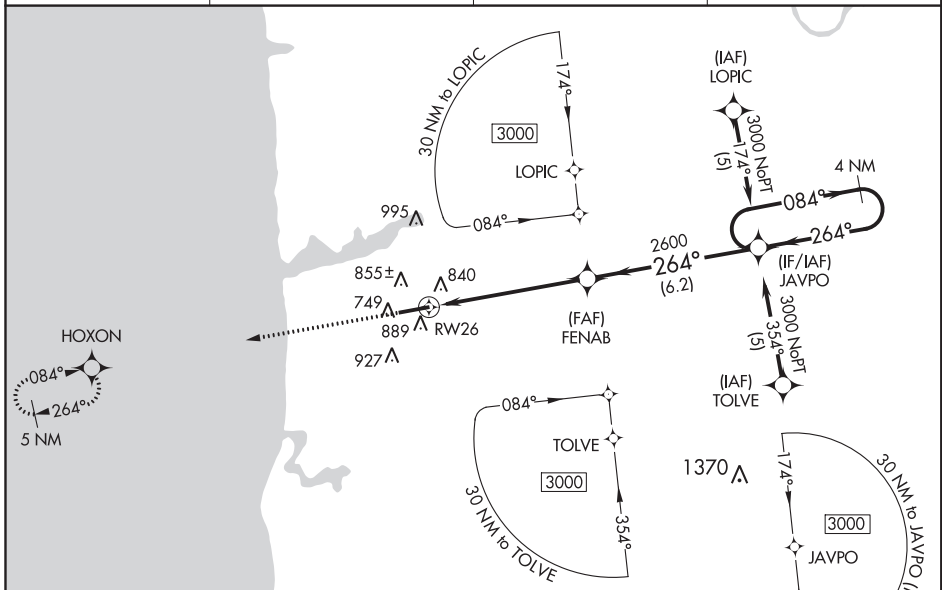 30 NM to LOPIC
174°
3000
LOPIC
084°
(IAF)
LOPIC
3000 NoPT
174°
(5)
4 NM
084°
264°
(IF/IAF)
JAVPO
2600
264°
(6.2)
995
855±
840
749
889
RW26
927
(FAF)
FENAB
HOXON
084°
264°
5 NM
3000 NoPT
354°
(5)
(IAF)
TOLVE
084°
TOLVE
3000
354°
30 NM to TOLVE
1370
174°
30 NM to JAVPO
3000
JAVPO